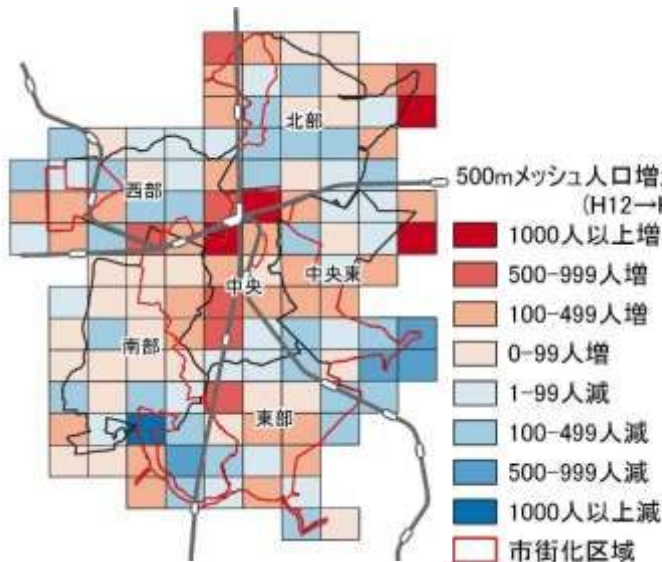 北部
500mメッシュ人口増
(H12→
西部
1000人以上増
500-999人増
中央
中央東
100-499人増
南部
0-99人増
1-99人減
東部
100-499人減
500-999人減
1000人以上減
市街化区域